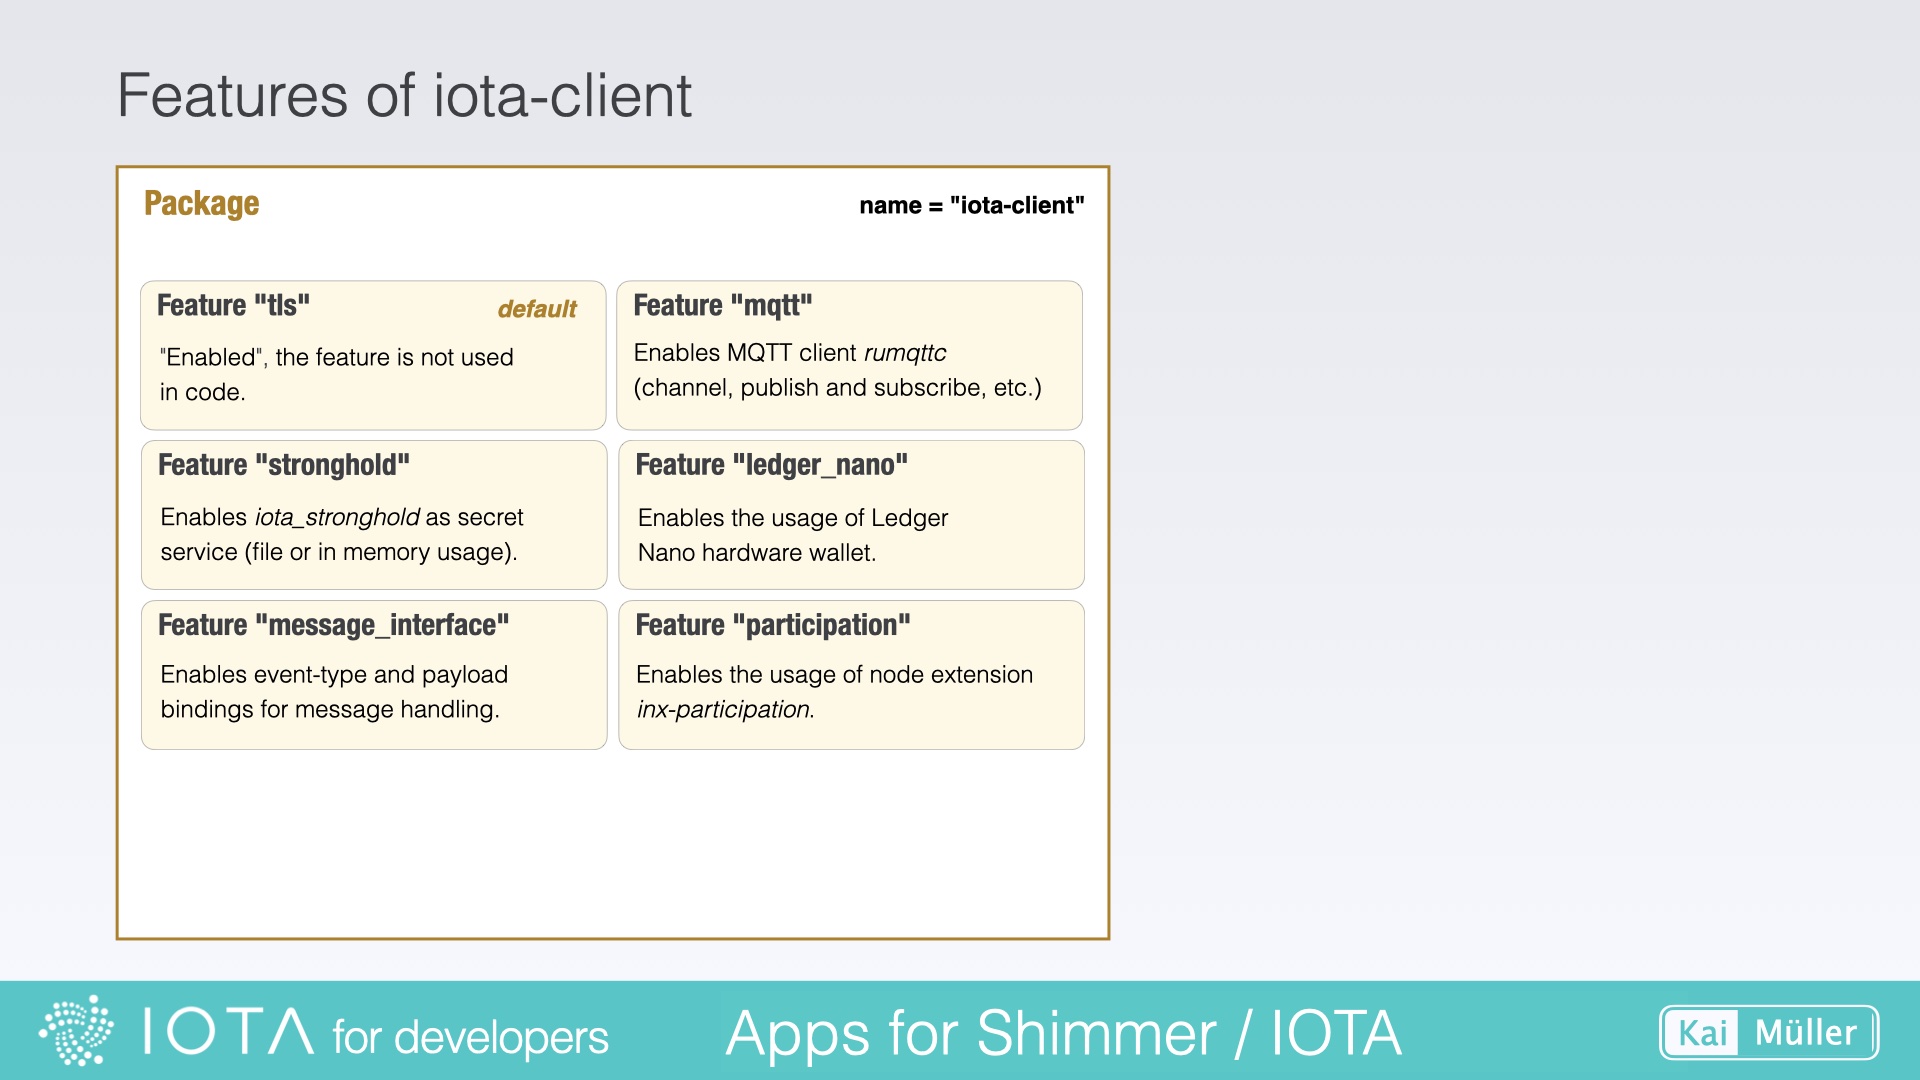 Features of iota-client
Package
name = "iota-client"
Feature "tls"
default
"Enabled", the feature is not used
in code.
Feature "mqtt"
Enables MQTT client rumqttc
(channel, publish and subscribe, etc.)
Feature "stronghold"
Enables iota_stronghold as secret
service (file or in memory usage).
Feature "ledger_nano"
Enables the usage of Ledger
Nano hardware wallet.
Feature "message_interface"
Enables event-type and payload
bindings for message handling.
Feature "participation"
Enables the usage of node extension
inx-participation.
IOTA for developers
Apps for Shimmer / IOTA
Kai Müller